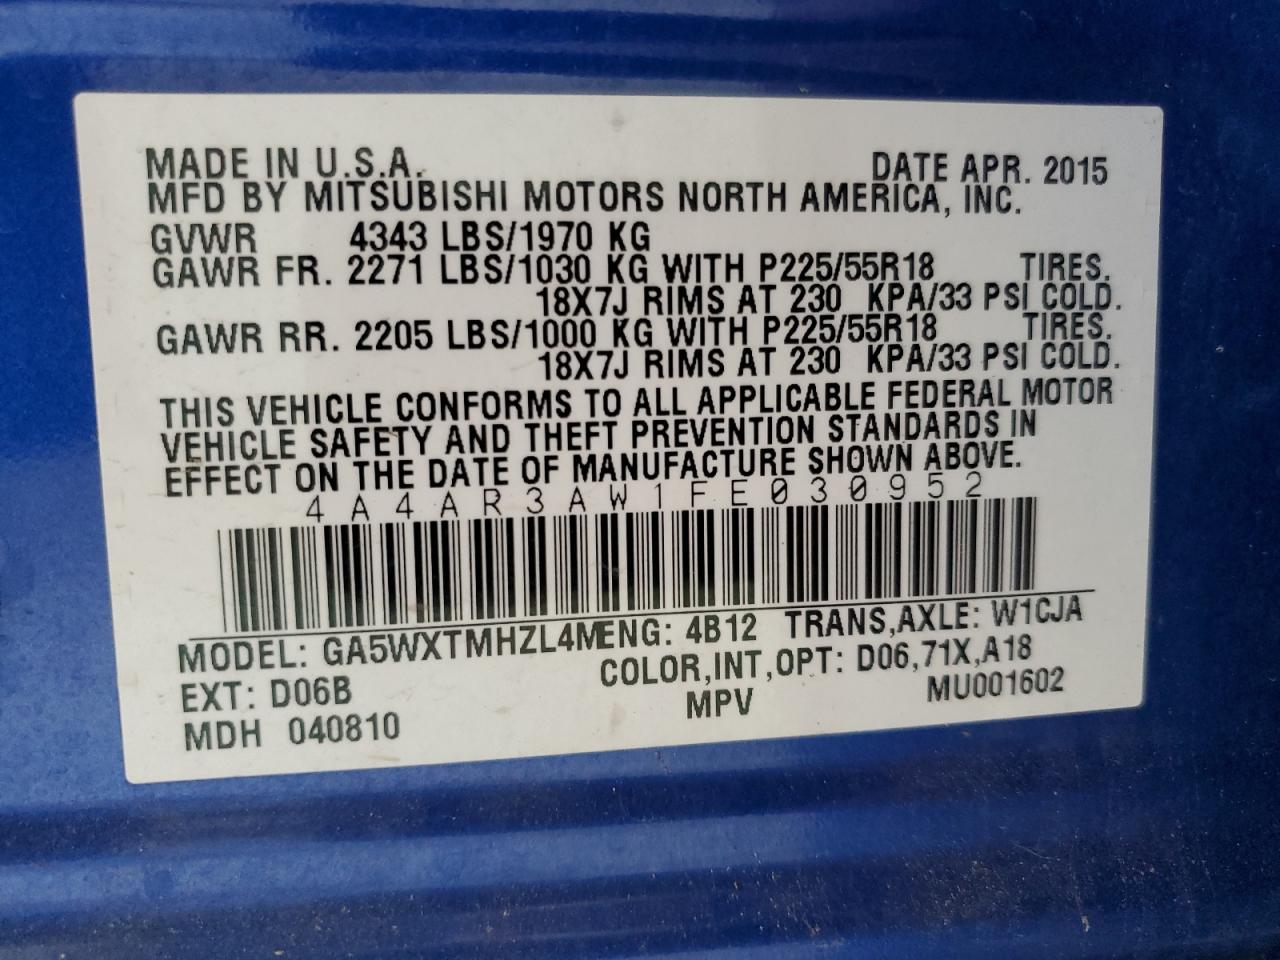 MADE IN U.S.A. DATE APR. 2015
MFD BY MITSUBISHI MOTORS NORTH AMERICA, INC.
GVWR 4343 LBS/1970 KG
GAWR FR. 2271 LBS/1030 KG WITH P225/55R18 TIRES.
18X7J RIMS AT 230 KPA/33 PSI COLD.
GAWR RR. 2205 LBS/1000 KG WITH P225/55R18 TIRES.
18X7J RIMS AT 230 KPA/33 PSI COLD.
THIS VEHICLE CONFORMS TO ALL APPLICABLE FEDERAL MOTOR
VEHICLE SAFETY AND THEFT PREVENTION STANDARDS IN
EFFECT ON THE DATE OF MANUFACTURE SHOWN ABOVE.
4A4AR3AW1FE030952
MODEL: GA5WXTMHZL4MENG: 4B12 TRANS,AXLE: W1CJA
EXT: D06B COLOR,INT,OPT: D06,71X,A18
MDH 040810 MPV MU001602